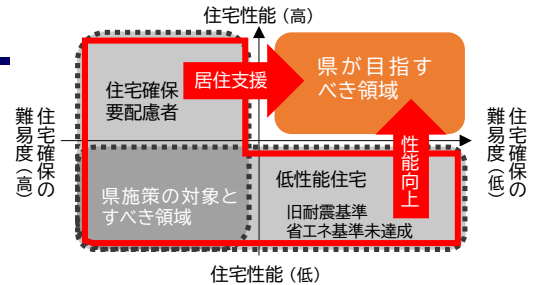 住宅性能（高）
県が目指す
べき領域
居住支援
住宅確保
要配慮者
住宅確保の
難易度（高）
住宅確保の
難易度（低）
性能向上
県施策の対象と
すべき領域
低性能住宅
旧耐震基準
省エネ基準未達成
住宅性能（低）